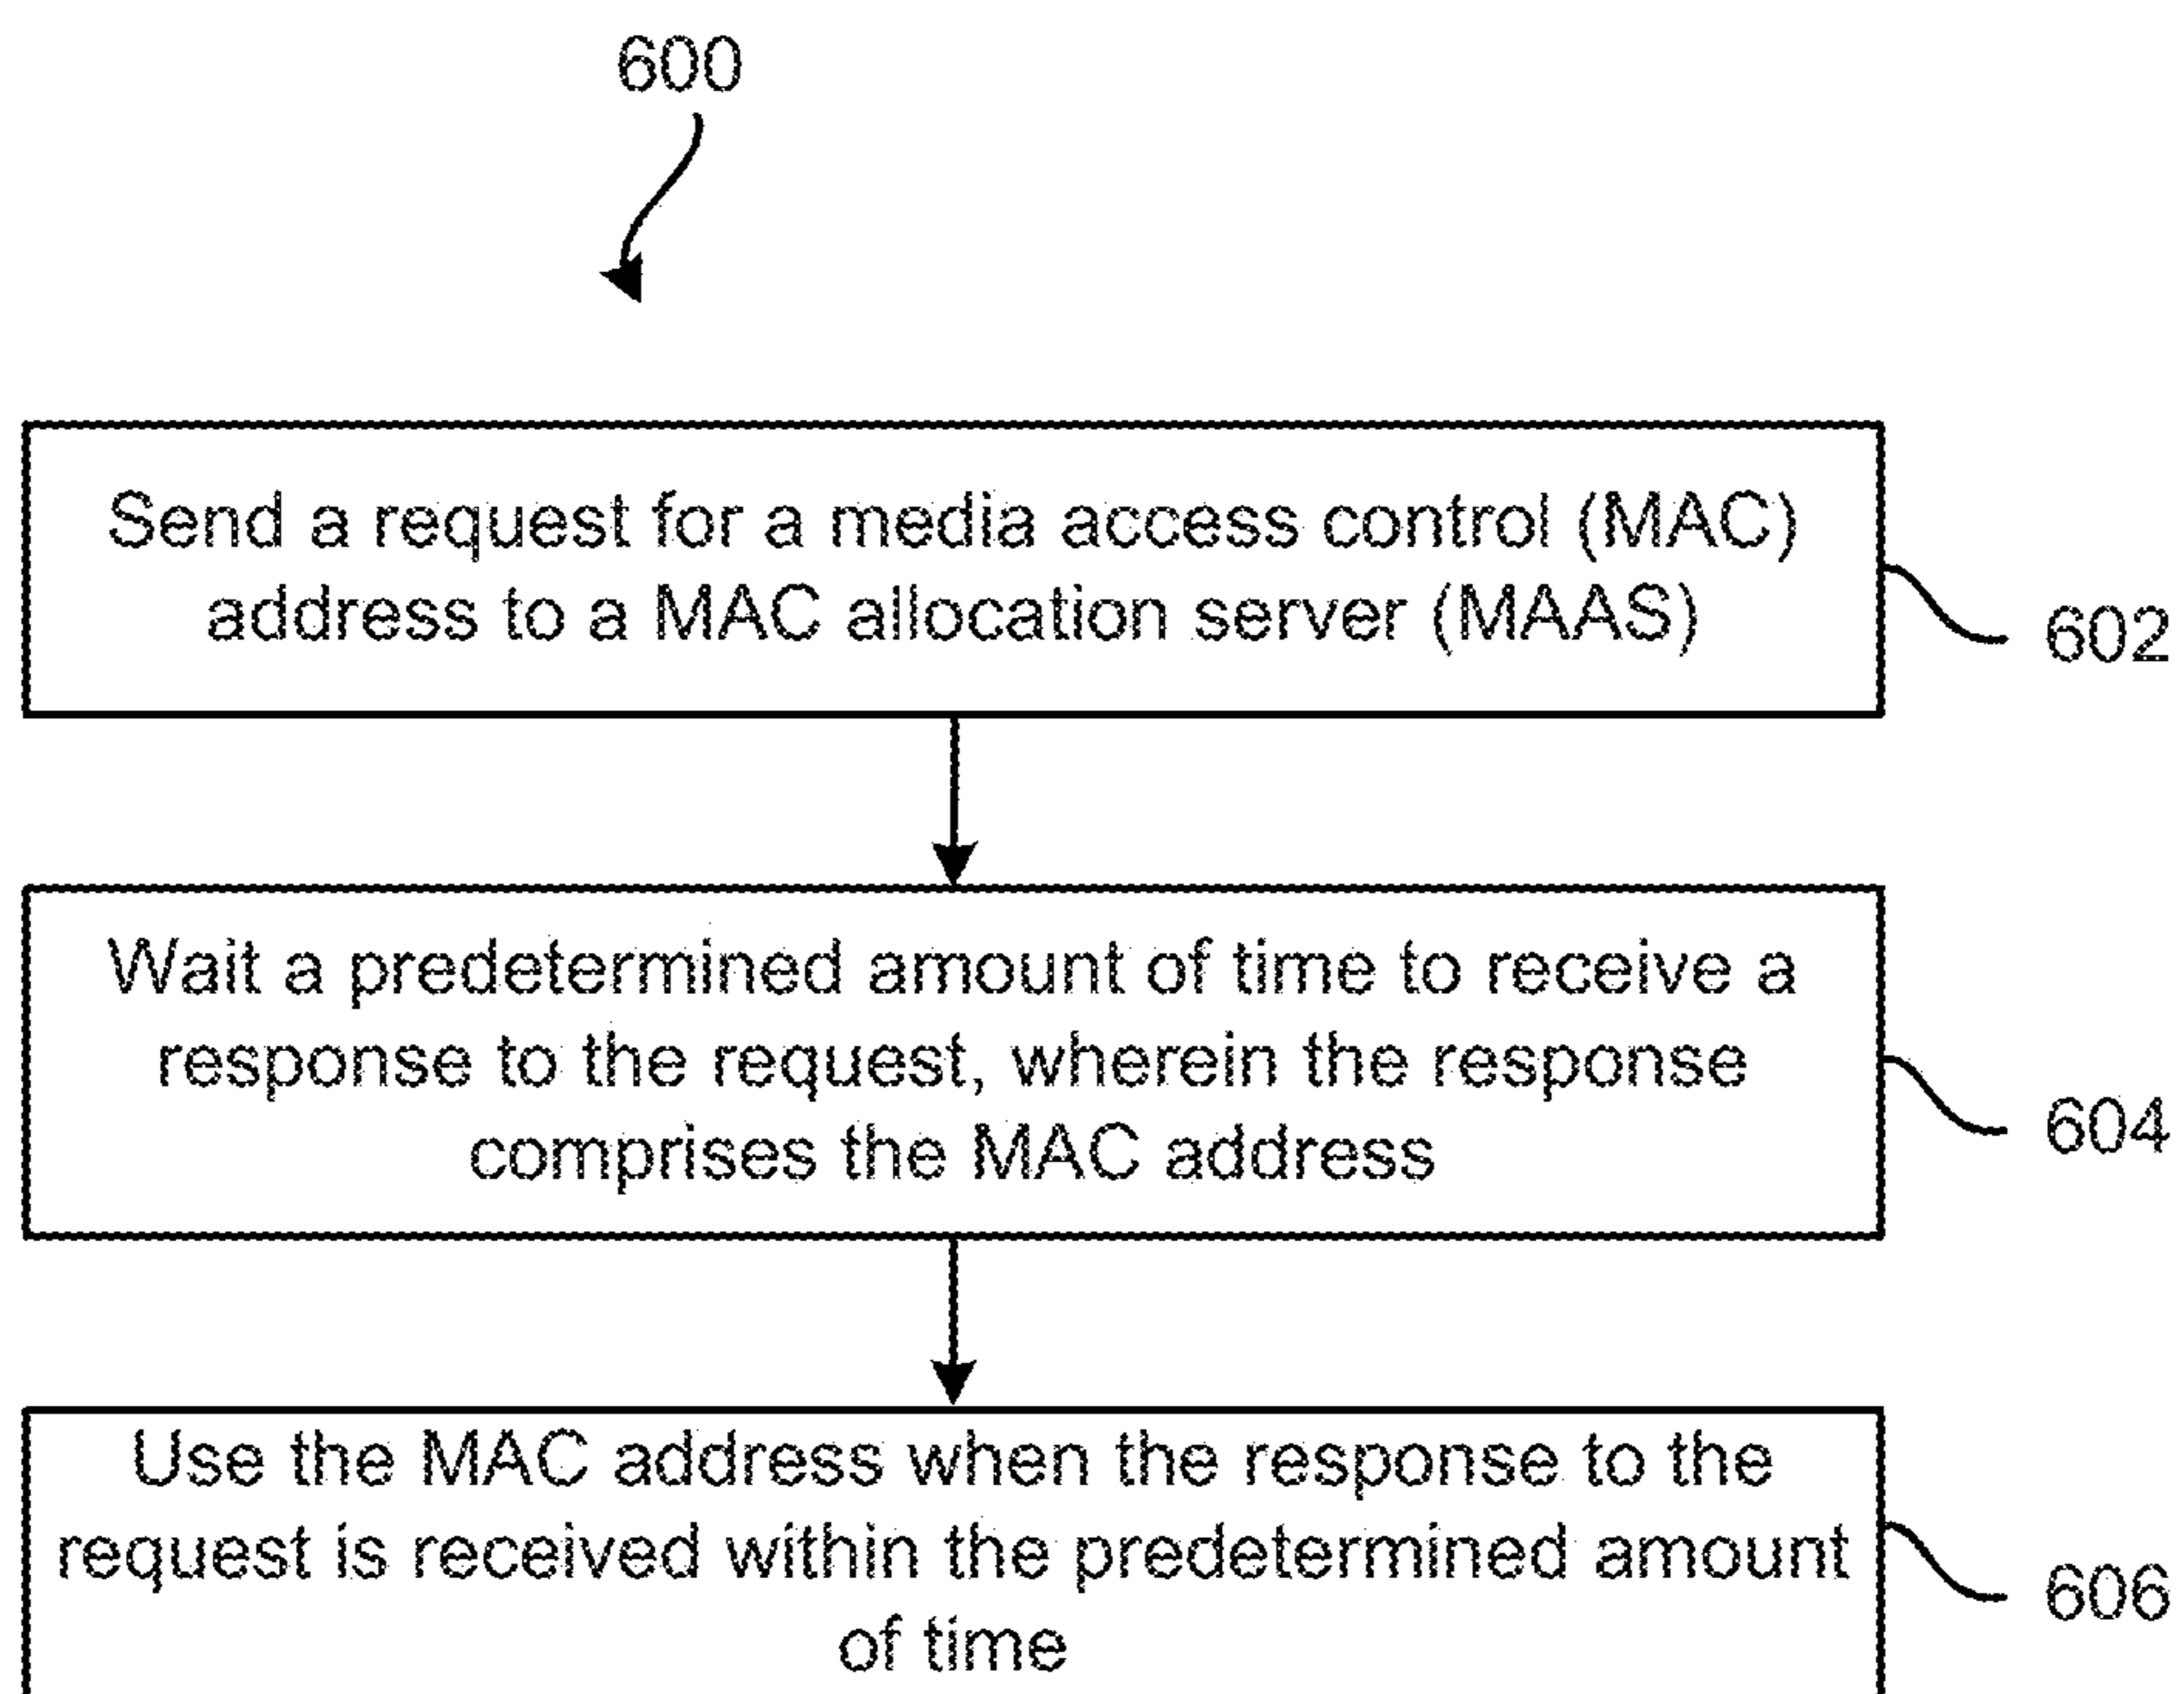 600
Send a request for a media access control (MAC)
address to a MAC allocation server (MAAS)
602
Wait a predetermined amount of time to receive a
response to the request, wherein the response
comprises the MAC address
604
Use the MAC address when the response to the
request is received within the predetermined amount
of time
606